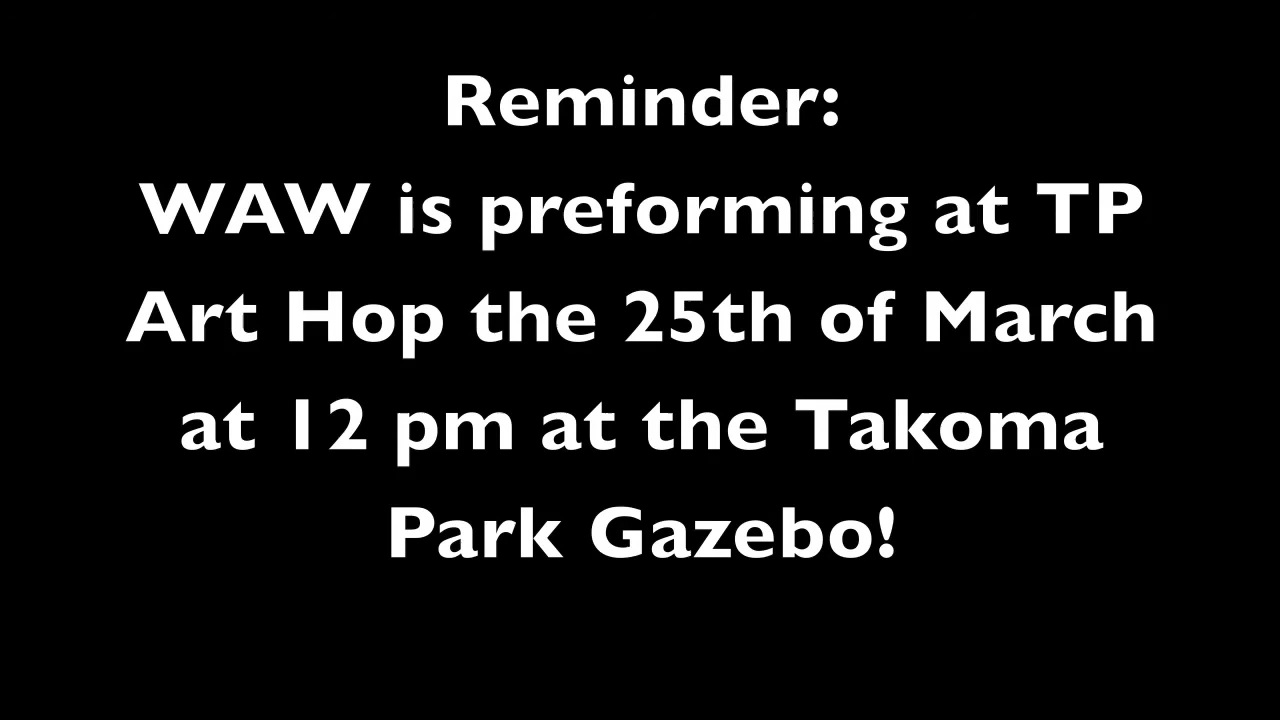 Reminder:
WAW is preforming at TP
Art Hop the 25th of March
at 12 pm at the Takoma
Park Gazebo!